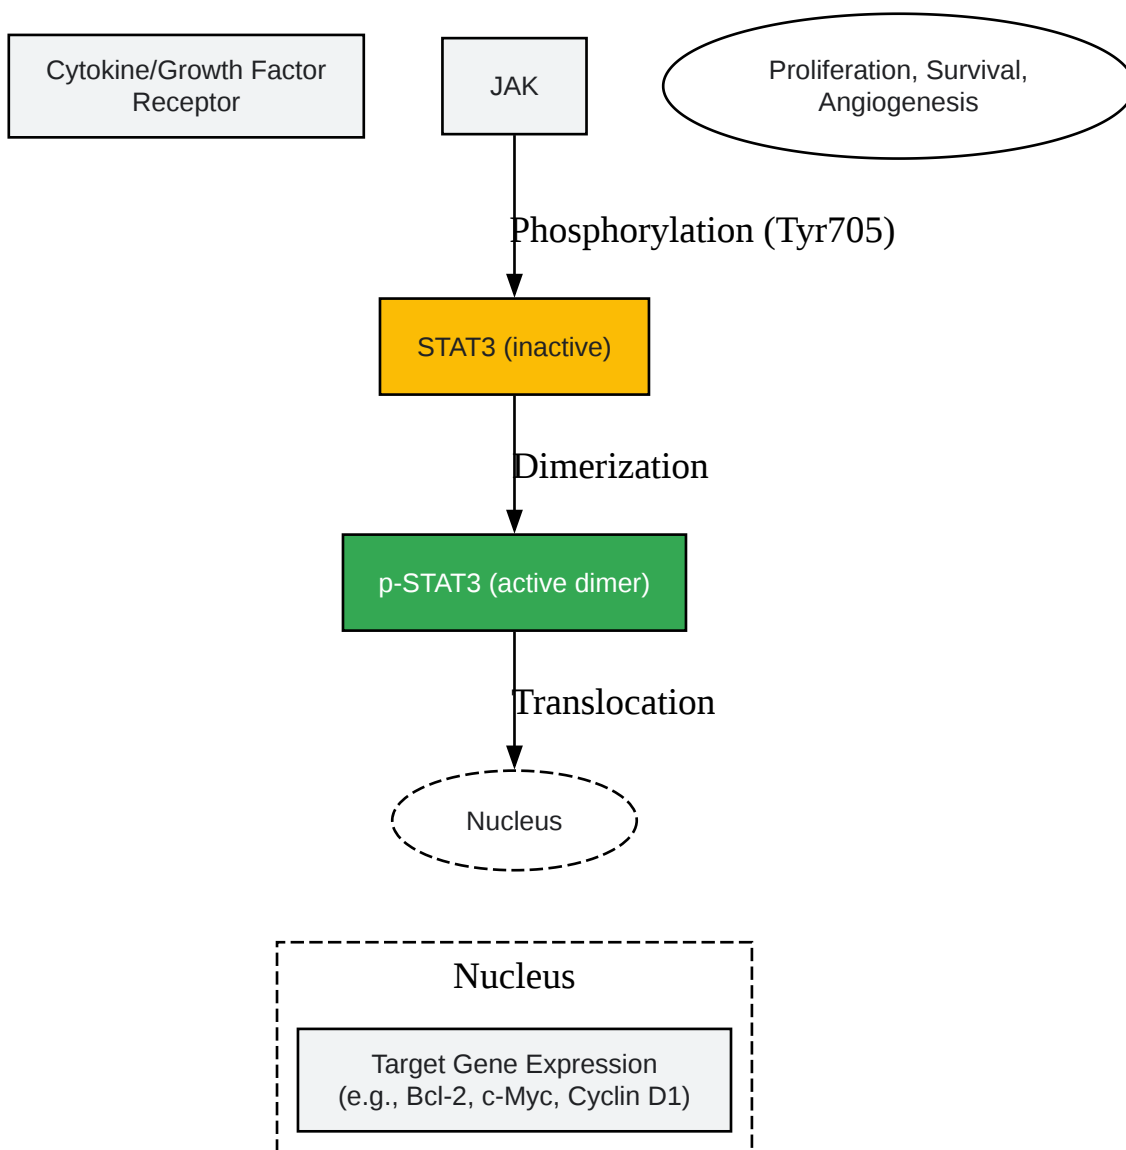 Cytokine/Growth Factor
Receptor
JAK
Proliferation, Survival,
Angiogenesis
Phosphorylation (Tyr705)
STAT3 (inactive)
Dimerization
p-STAT3 (active dimer)
Translocation
Nucleus
Nucleus
Target Gene Expression
(e.g., Bcl-2, c-Myc, Cyclin D1)